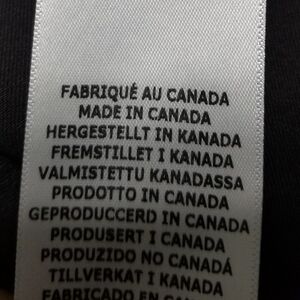 FABRIQUÉ AU CANADA
MADE IN CANADA
HERGESTELLT IN KANADA
FREMSTILLET I KANADA
VALMISTETTU KANADASSA
PRODOTTO IN CANADA
GEPRODUCCERD IN CANADA
PRODUSERT I CANADA
PRODUZIDO NO CANADÁ
TILLVERKAT I KANADA
FABRICADO EN CANADA